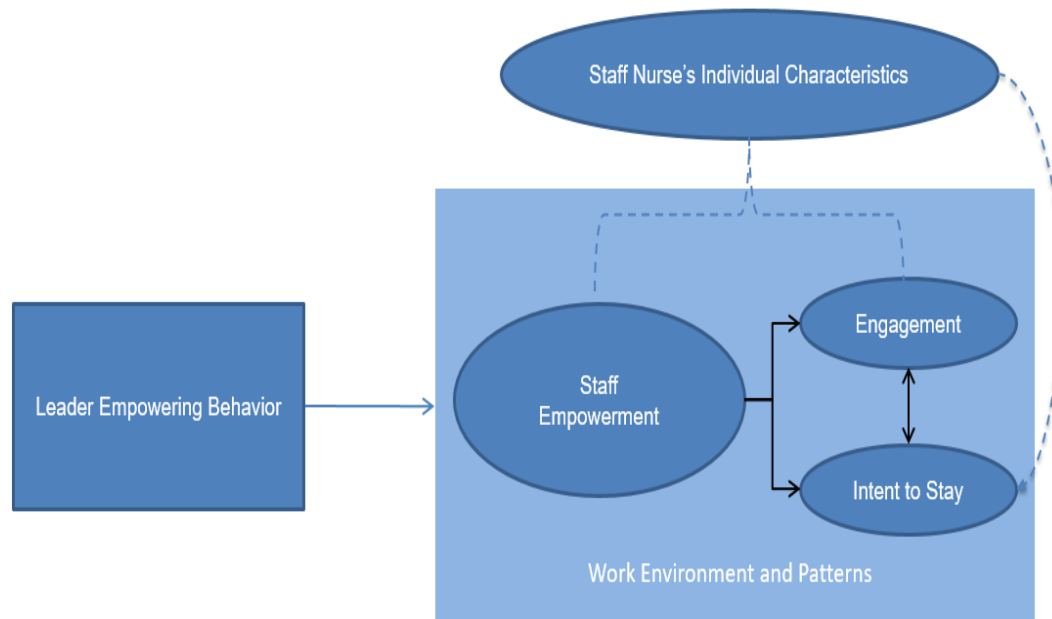 Staff Nurse's Individual Characteristics
Leader Empowering Behavior
Staff
Empowerment
Engagement
Intent to Stay
Work Environment and Patterns